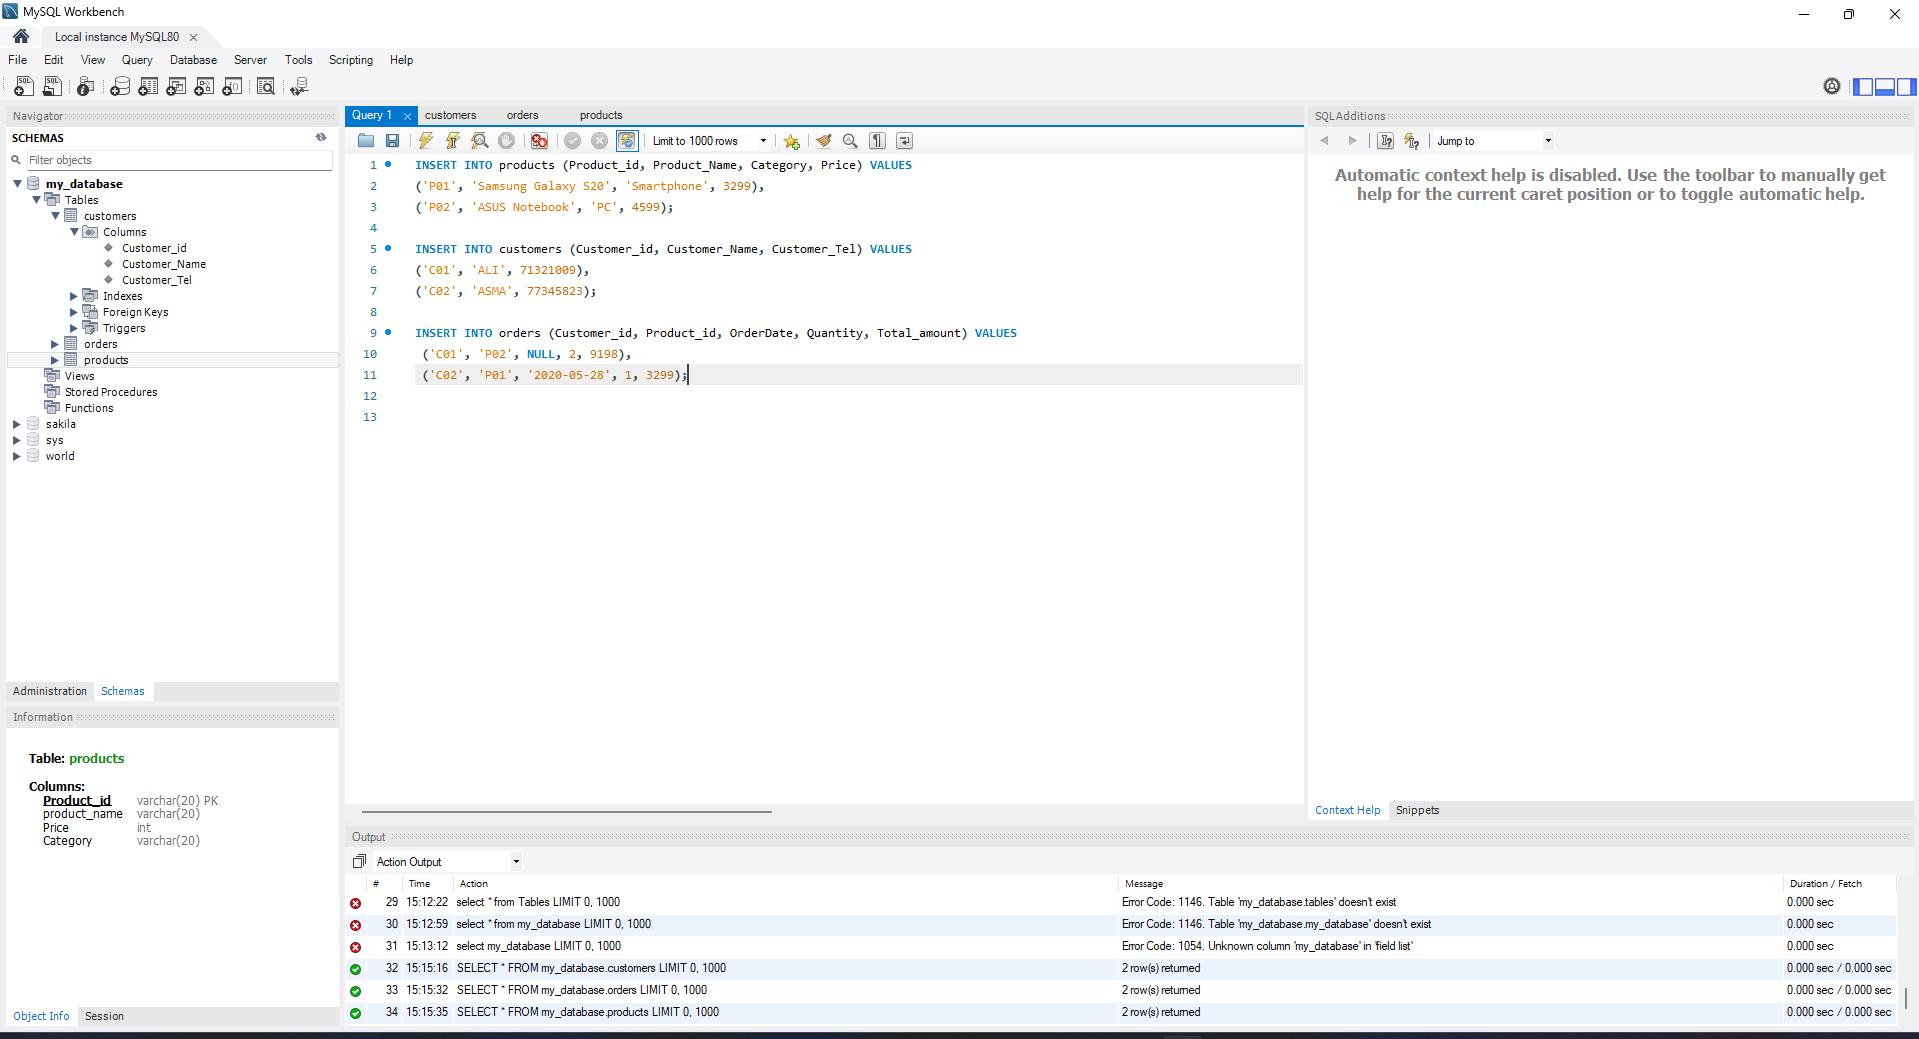 MySQL Workbench
Local instance MySQL80
File Edit View Query Database Server Tools Scripting Help
Navigator
SCHEMAS
Filter objects
my_database
Tables
customers
Columns
Customer_id
Customer_Name
Customer_Tel
Indexes
Foreign Keys
Triggers
orders
products
Views
Stored Procedures
Functions
sakila
sys
world
Administration Schemas
Information
Table: products
Columns:
Product_id varchar(20) PK
product_name varchar(20)
Price int
Category varchar(20)
Object Info Session
Query 1 customers orders products
Limit to 1000 rows
1 INSERT INTO products (Product_id, Product_Name, Category, Price) VALUES
2 ('P01', 'Samsung Galaxy S20', 'Smartphone', 3299),
3 ('P02', 'ASUS Notebook', 'PC', 4599);
4
5 INSERT INTO customers (Customer_id, Customer_Name, Customer_Tel) VALUES
6 ('C01', 'ALI', 71321009),
7 ('C02', 'ASMA', 77345823);
8
9 INSERT INTO orders (Customer_id, Product_id, OrderDate, Quantity, Total_amount) VALUES
10 ('C01', 'P02', NULL, 2, 9198),
11 ('C02', 'P01', '2020-05-28', 1, 3299);
12
13
SQLAdditions
Jump to
Automatic context help is disabled. Use the toolbar to manually get
help for the current caret position or to toggle automatic help.
Context Help Snippets
Output
Action Output
# Time Action Message Duration / Fetch
29 15:12:22 select * from Tables LIMIT 0, 1000 Error Code: 1146. Table 'my_database.tables' doesn't exist 0.000 sec
30 15:12:59 select * from my_database LIMIT 0, 1000 Error Code: 1146. Table 'my_database.my_database' doesn't exist 0.000 sec
31 15:13:12 select my_database LIMIT 0, 1000 Error Code: 1054. Unknown column 'my_database' in 'field list' 0.000 sec
32 15:15:16 SELECT * FROM my_database.customers LIMIT 0, 1000 2 row(s) returned 0.000 sec / 0.000 sec
33 15:15:32 SELECT * FROM my_database.orders LIMIT 0, 1000 2 row(s) returned 0.000 sec / 0.000 sec
34 15:15:35 SELECT * FROM my_database.products LIMIT 0, 1000 2 row(s) returned 0.000 sec / 0.000 sec